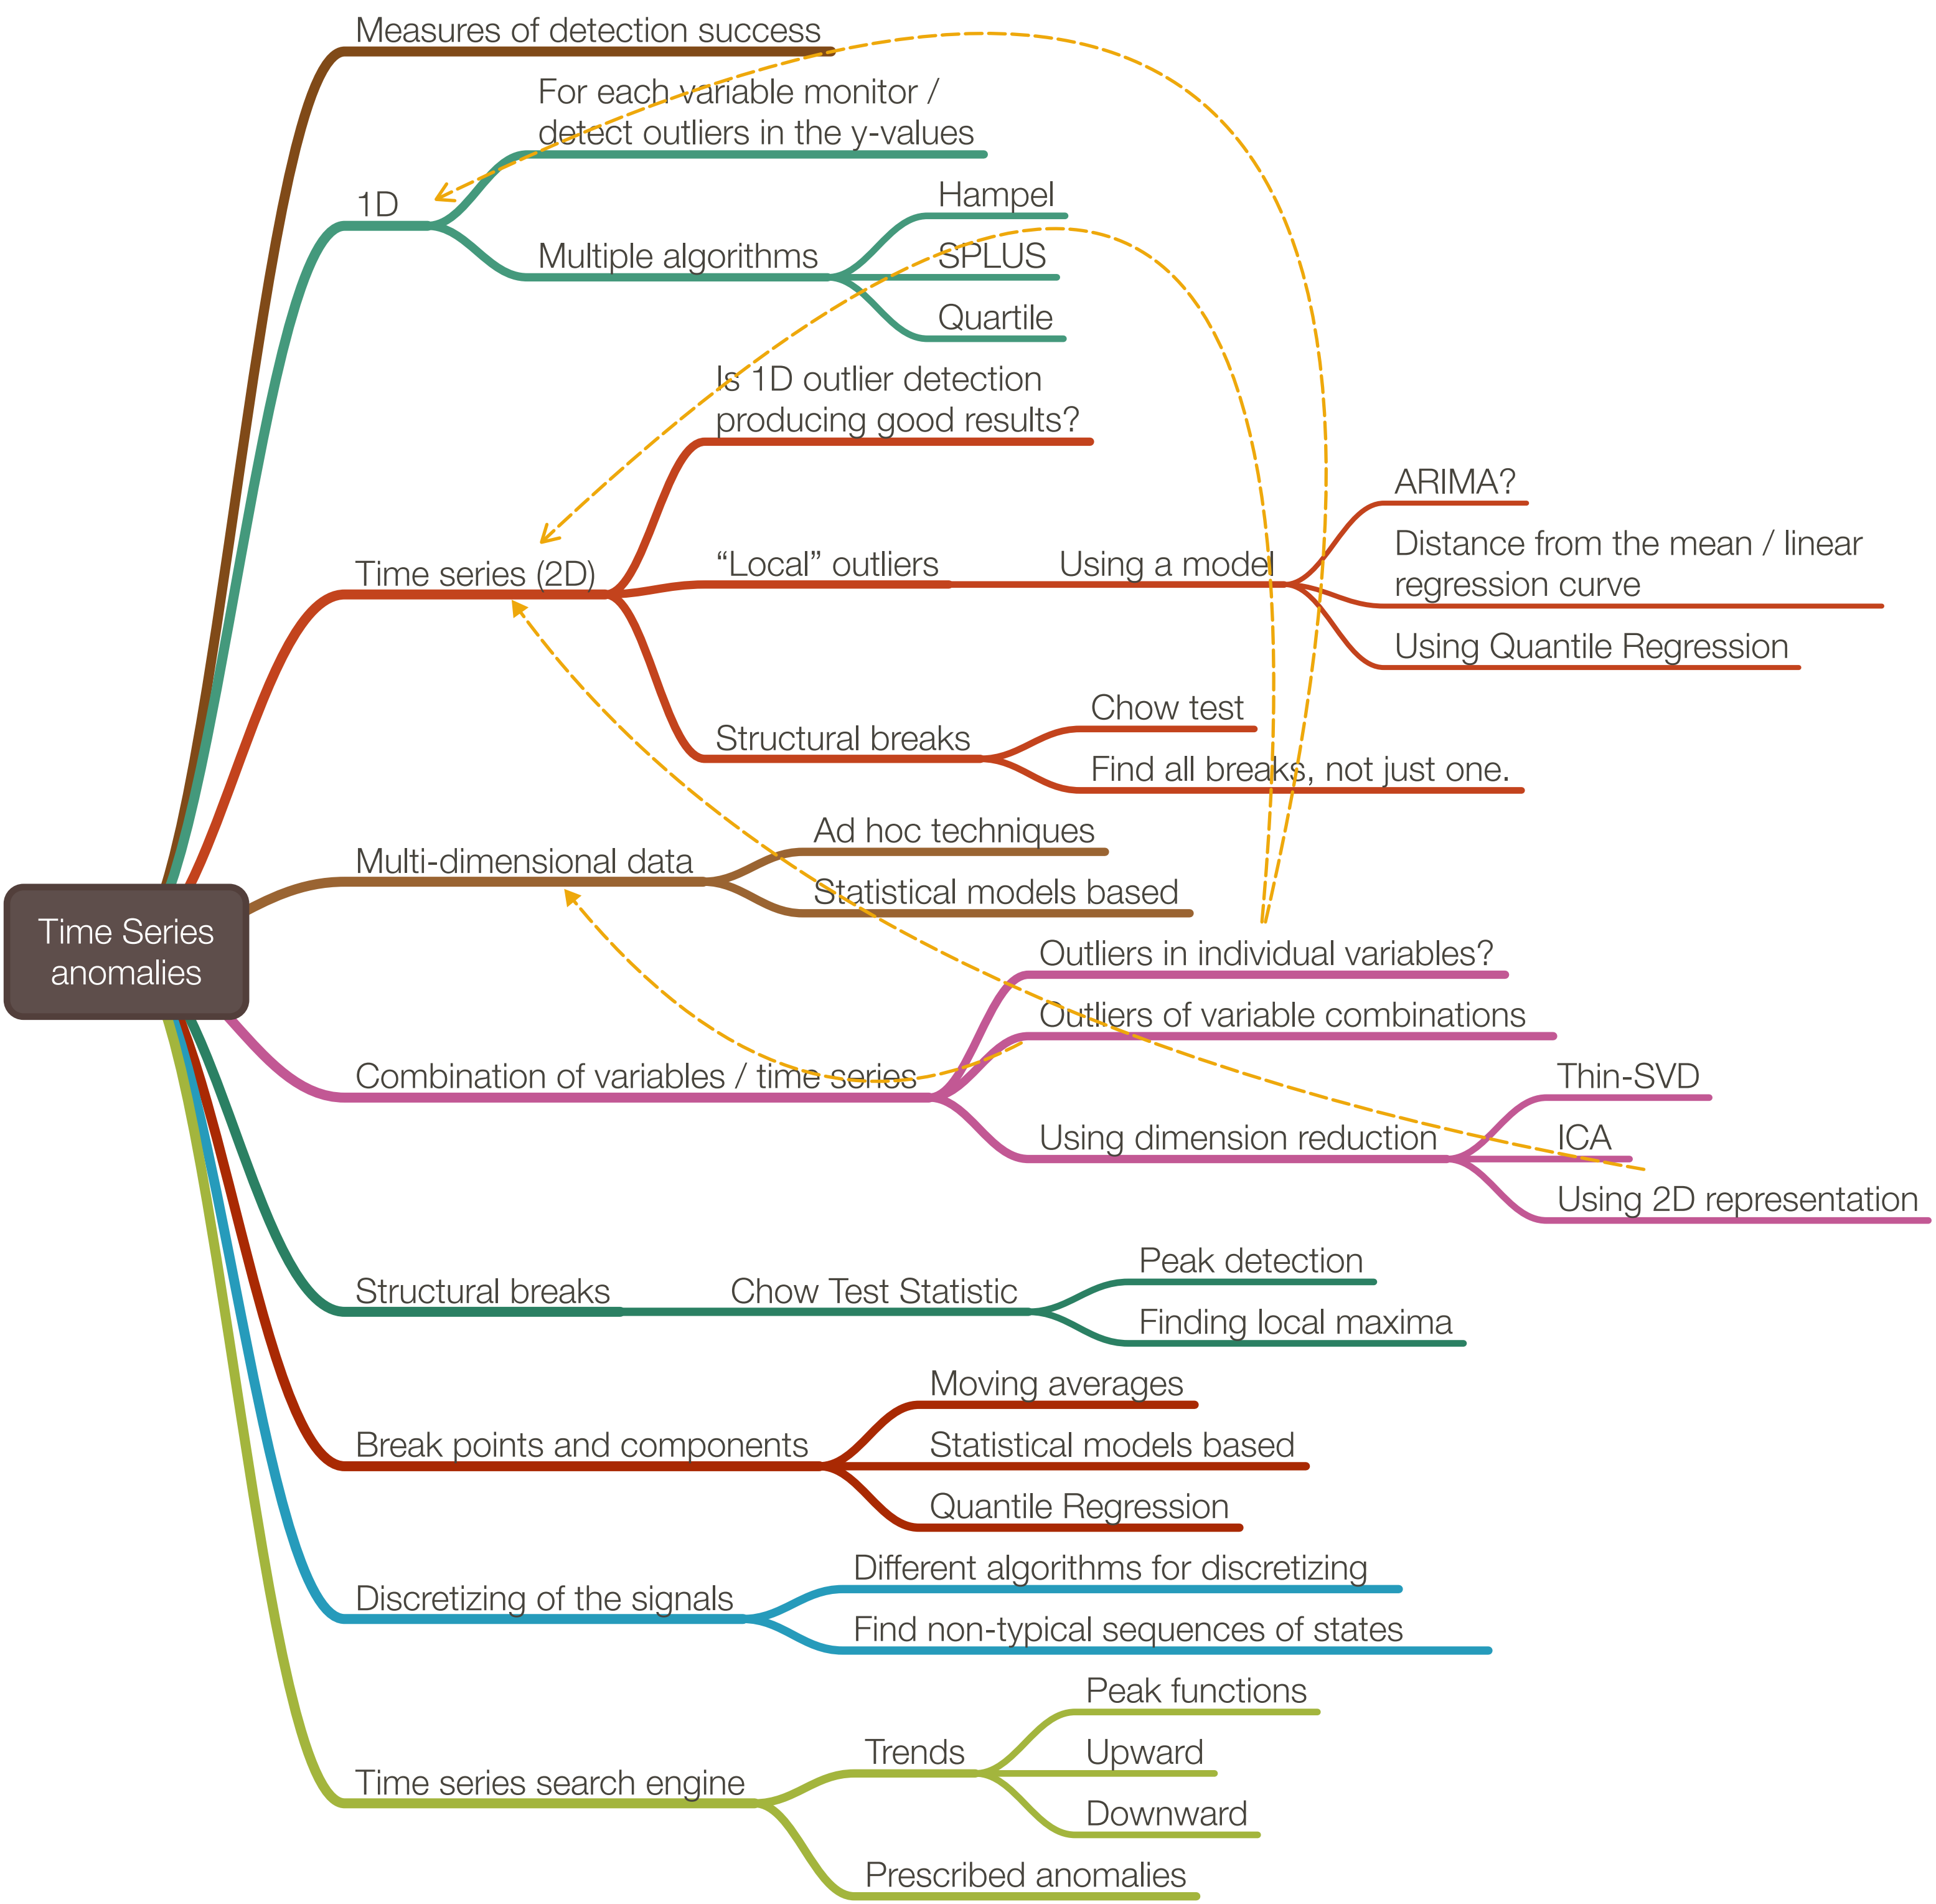 Measures of detection success
For each variable monitor /
detect outliers in the y-values
1D
Hampel
Multiple algorithms
SPLUS
Quartile
Is 1D outlier detection
producing good results?
ARIMA?
Distance from the mean / linear
regression curve
Time series (2D)
“Local” outliers
Using a model
Using Quantile Regression
Chow test
Structural breaks
Find all breaks, not just one.
Ad hoc techniques
Multi-dimensional data
Statistical models based
Time Series
anomalies
Outliers in individual variables?
Outliers of variable combinations
Combination of variables / time series
Thin-SVD
Using dimension reduction
ICA
Using 2D representation
Peak detection
Structural breaks
Chow Test Statistic
Finding local maxima
Moving averages
Break points and components
Statistical models based
Quantile Regression
Different algorithms for discretizing
Discretizing of the signals
Find non-typical sequences of states
Peak functions
Trends
Upward
Time series search engine
Downward
Prescribed anomalies